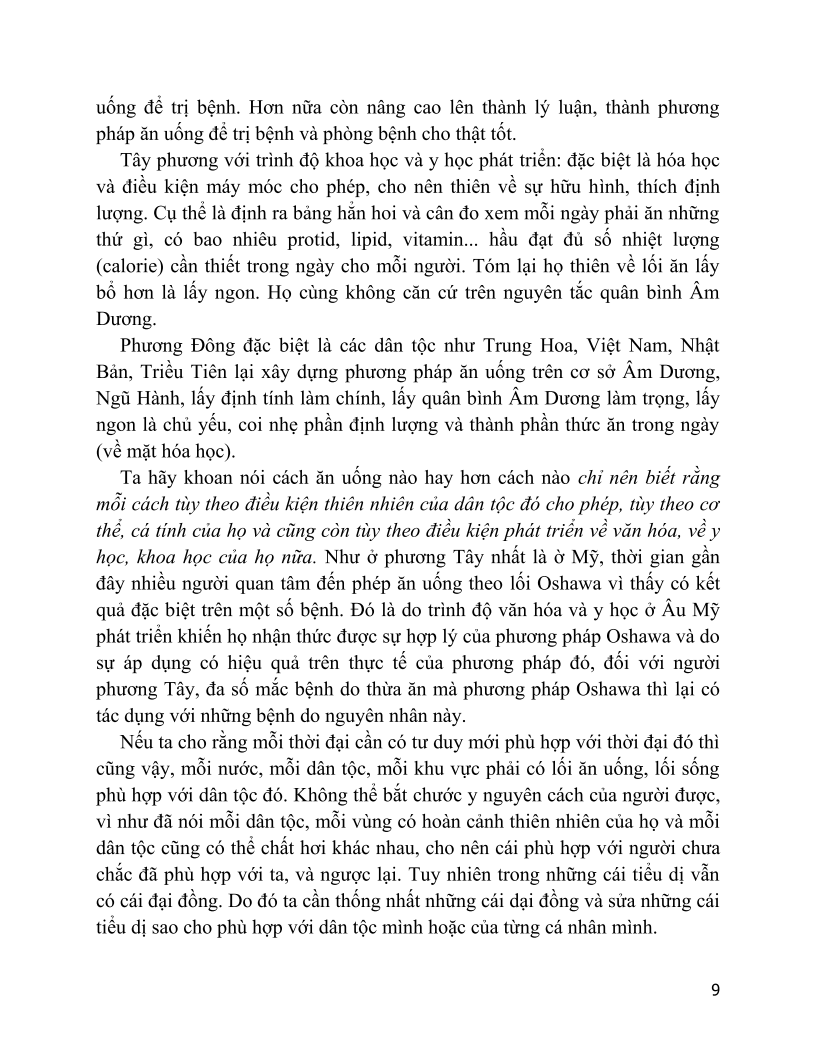 uống để trị bệnh. Hơn nữa còn nâng cao lên thành lý luận, thành phương
pháp ăn uống để trị bệnh và phòng bệnh cho thật tốt.
Tây phương với trình độ khoa học và y học phát triển: đặc biệt là hóa học
và điều kiện máy móc cho phép, cho nên thiên về sự hữu hình, thích định
lượng. Cụ thể là định ra bảng hẳn hoi và cân đo xem mỗi ngày phải ăn những
thứ gì, có bao nhiêu protid, lipid, vitamin... hầu đạt đủ số nhiệt lượng
(calorie) cần thiết trong ngày cho mỗi người. Tóm lại họ thiên về lối ăn lấy
bổ hơn là lấy ngon. Họ cùng không căn cứ trên nguyên tắc quân bình Âm
Dương.
Phương Đông đặc biệt là các dân tộc như Trung Hoa, Việt Nam, Nhật
Bản, Triều Tiên lại xây dựng phương pháp ăn uống trên cơ sở Âm Dương,
Ngũ Hành, lấy định tính làm chính, lấy quân bình Âm Dương làm trọng, lấy
ngon là chủ yếu, coi nhẹ phần định lượng và thành phần thức ăn trong ngày
(về mặt hóa học).
Ta hãy khoan nói cách ăn uống nào hay hơn cách nào chỉ nên biết rằng
mỗi cách tùy theo điều kiện thiên nhiên của dân tộc đó cho phép, tùy theo cơ
thể, cá tính của họ và cũng còn tùy theo điều kiện phát triển về văn hóa, về y
học, khoa học của họ nữa. Như ở phương Tây nhất là ờ Mỹ, thời gian gần
đây nhiều người quan tâm đến phép ăn uống theo lối Oshawa vì thấy có kết
quả đặc biệt trên một số bệnh. Đó là do trình độ văn hóa và y học ở Âu Mỹ
phát triển khiến họ nhận thức được sự hợp lý của phương pháp Oshawa và do
sự áp dụng có hiệu quả trên thực tế của phương pháp đó, đối với người
phương Tây, đa số mắc bệnh do thừa ăn mà phương pháp Oshawa thì lại có
tác dụng với những bệnh do nguyên nhân này.
Nếu ta cho rằng mỗi thời đại cần có tư duy mới phù hợp với thời đại đó thì
cũng vậy, mỗi nước, mỗi dân tộc, mỗi khu vực phải có lối ăn uống, lối sống
phù hợp với dân tộc đó. Không thể bắt chước y nguyên cách của người được,
vì như đã nói mỗi dân tộc, mỗi vùng có hoàn cảnh thiên nhiên của họ và mỗi
dân tộc cũng có thể chất hơi khác nhau, cho nên cái phù hợp với người chưa
chắc đã phù hợp với ta, và ngược lại. Tuy nhiên trong những cái tiểu dị vẫn
có cái đại đồng. Do đó ta cần thống nhất những cái dại đồng và sửa những cái
tiểu dị sao cho phù hợp với dân tộc mình hoặc của từng cá nhân mình.
9